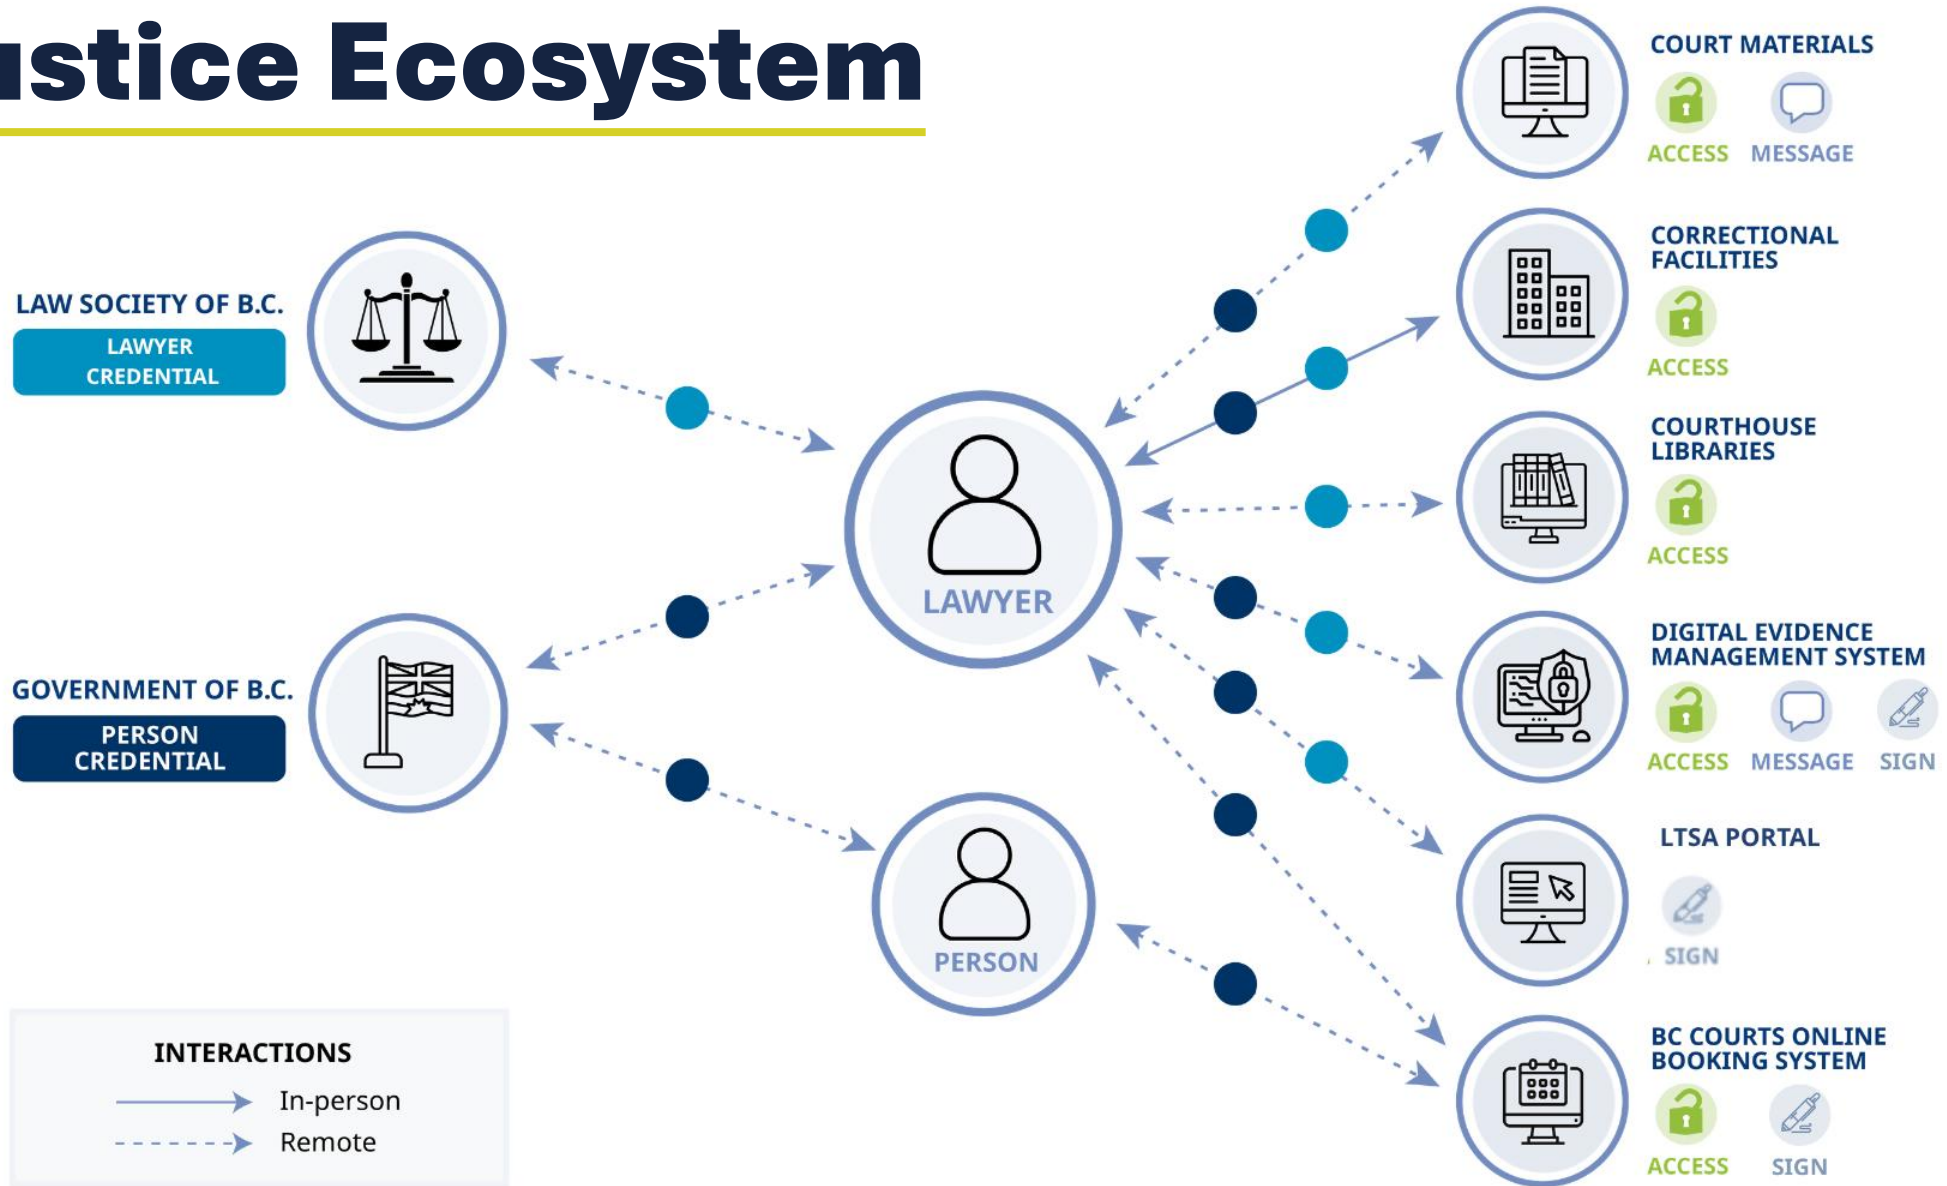 ustice Ecosystem
COURT MATERIALS
ACCESS MESSAGE
CORRECTIONAL
FACILITIES
ACCESS
LAW SOCIETY OF B.C.
LAWYER
CREDENTIAL
COURTHOUSE
LIBRARIES
ACCESS
LAWYER
DIGITAL EVIDENCE
MANAGEMENT SYSTEM
ACCESS MESSAGE SIGN
GOVERNMENT OF B.C.
PERSON
CREDENTIAL
LTSA PORTAL
SIGN
PERSON
BC COURTS ONLINE
BOOKING SYSTEM
ACCESS SIGN
INTERACTIONS
In-person
Remote